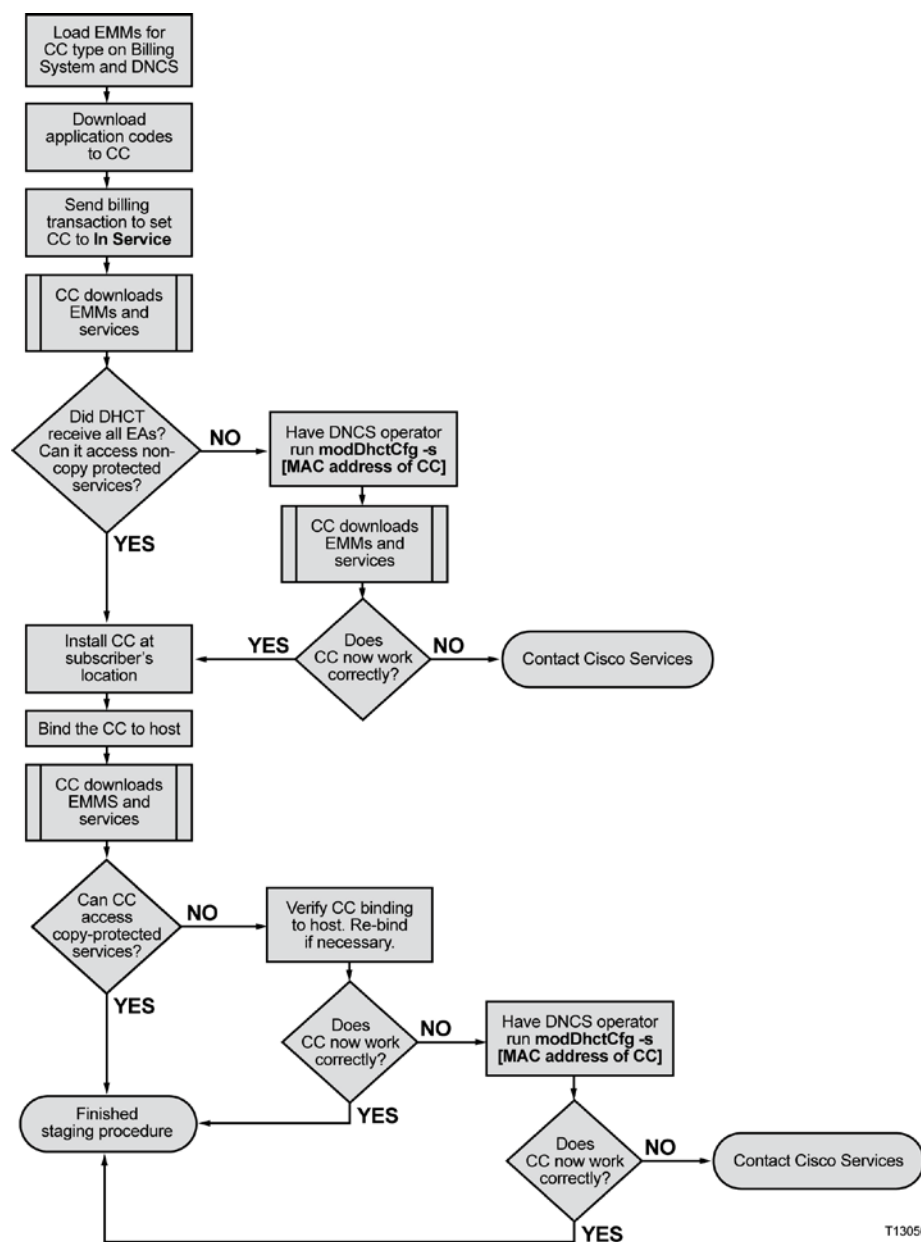 Load EMMs for
CC type on Billing
System and DNCS
Download
application codes
to CC
Send billing
transaction to set
CC to In Service
CC downloads
EMMs and
services
Did DHCT
receive all EAs?
Can it access non-
copy protected
services?
NO
Have DNCS operator
run modDhctCfg -s
[MAC address of CC]
CC downloads
EMMs and
services
YES
Does
CC now work
correctly?
YES
NO
Contact Cisco Services
Install CC at
subscriber's
location
Bind the CC to host
CC downloads
EMMS and
services
Can CC
access
copy-protected
services?
NO
Verify CC binding
to host. Re-bind
if necessary.
YES
Does
CC now work
correctly?
NO
Have DNCS operator
run modDhctCfg -s
[MAC address of CC]
YES
Finished
staging procedure
Does
CC now work
correctly?
NO
Contact Cisco Services
YES